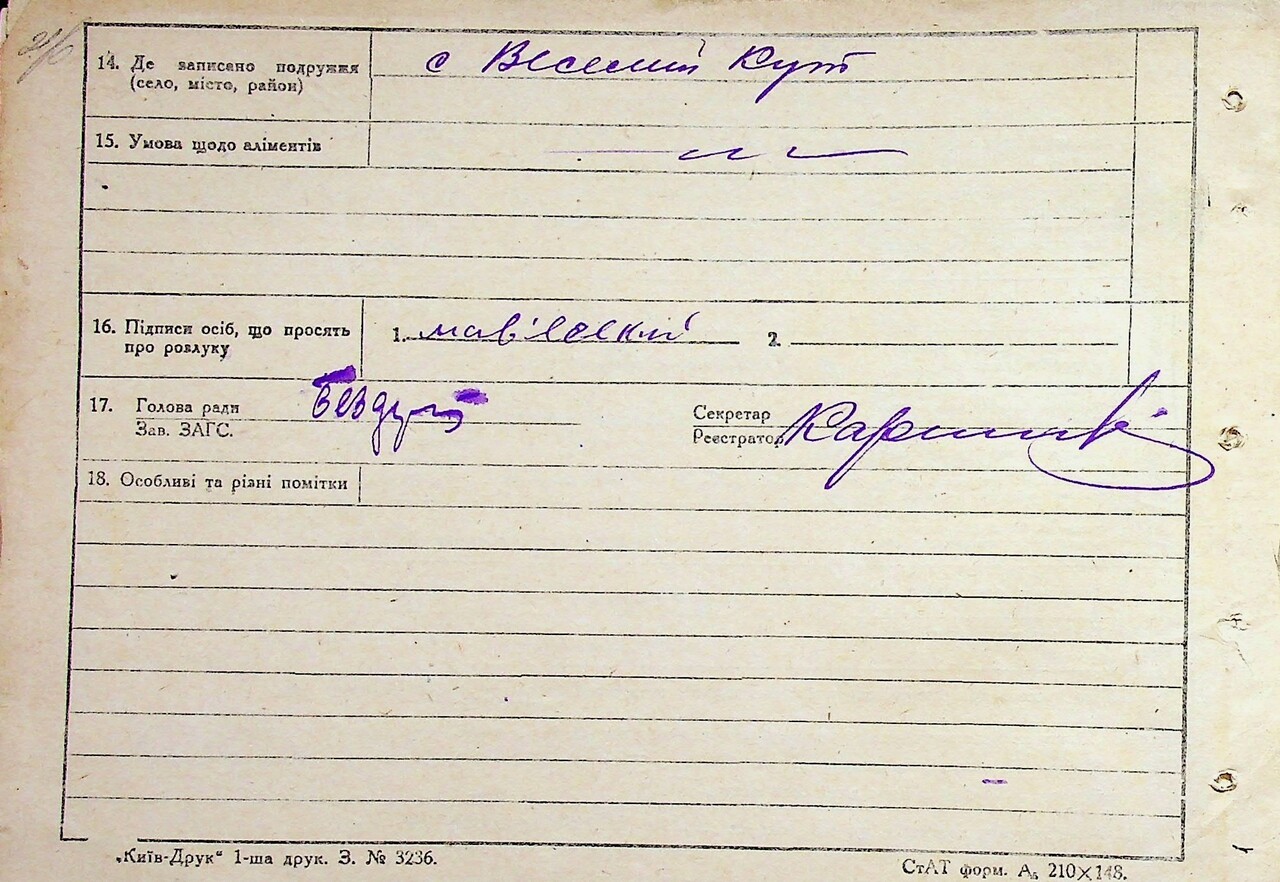 14. Де записано подружжя
(село, місто, район)
с Веселий Кут
15. Умова щодо аліментів
16. Підписи осіб, що просять
про розлуку
1.
2.
17. Голова ради
Зав. ЗАГС.
Секретар
Реєстратор
18. Особливі та різні помітки
„Київ-Друк“ 1-ша друк. З. № 3236.
СтАТ форм. А₅ 210×148.